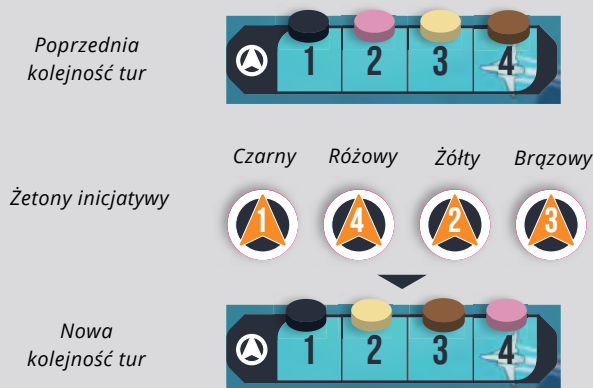 Poprzednia
kolejność tur
1 2 3 4
Czarny Różowy Żółty Brązowy
Żetony inicjatywy
1 4 2 3
Nowa
kolejność tur
1 2 3 4